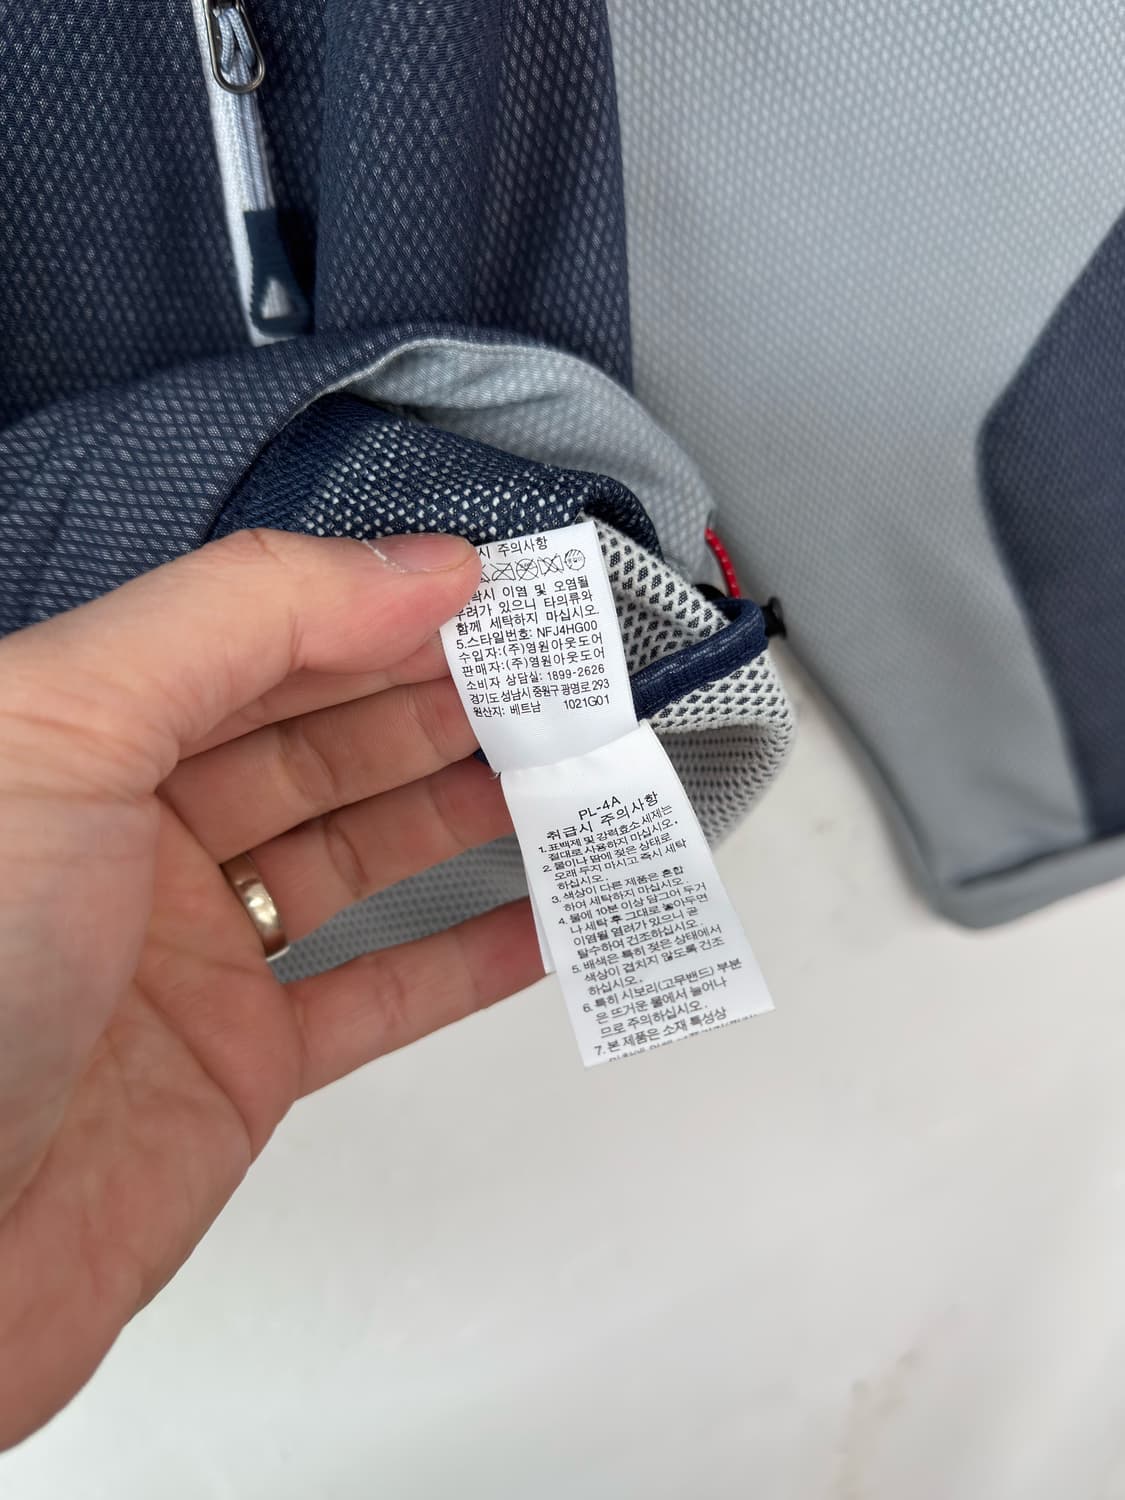 시 주의사항
탁시 이염 및 오염될
우려가 있으니 타의류와
함께 세탁하지 마십시오.
5.스타일번호: NFJ4HG00
수입자:(주)영원아웃도어
판매자:(주)영원아웃도어
소비자 상담실: 1899-2626
경기도 성남시 중원구 광명로 293
원산지: 베트남 1021G01
PL-4A
취급시 주의사항
1. 표백제 및 강력효소 세제는
절대로 사용하지 마십시오.
2. 물이나 땀에 젖은 상태로
오래 두지 마시고 즉시 세탁
하십시오.
3. 색상이 다른 제품은 혼합
하여 세탁하지 마십시오.
4. 물에 10분 이상 담그어 두거
나 세탁 후 그대로 놓아두면
이염될 염려가 있으니 곧
탈수하여 건조하십시오.
5. 배색은 특히 젖은 상태에서
색상이 겹치지 않도록 건조
하십시오.
6. 특히 시보리(고무밴드) 부분
은 뜨거운 물에서 늘어나
므로 주의하십시오.
7. 본 제품은 소재 특성상